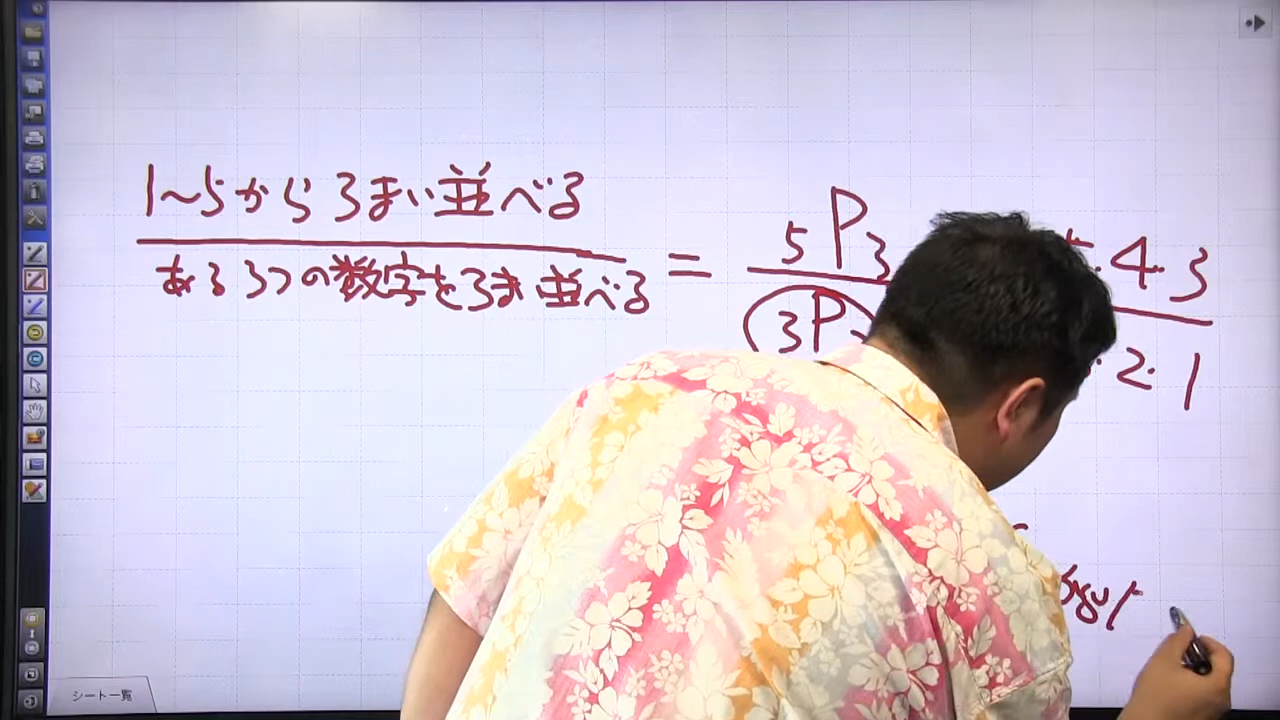 1~5から3まい並べる
ある3つの数字を3まい並べる
=
5P3
3P
4・3
・2・1
シート一覧